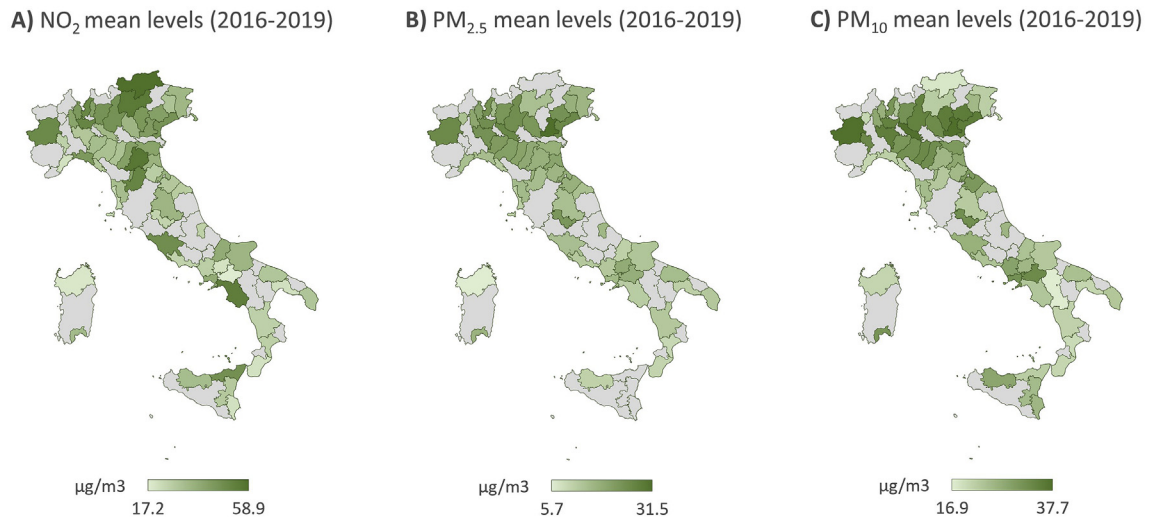 A) NO2 mean levels (2016-2019)
B) PM2.5 mean levels (2016-2019)
C) PM10 mean levels (2016-2019)
µg/m3
17.2 58.9
µg/m3
5.7 31.5
µg/m3
16.9 37.7